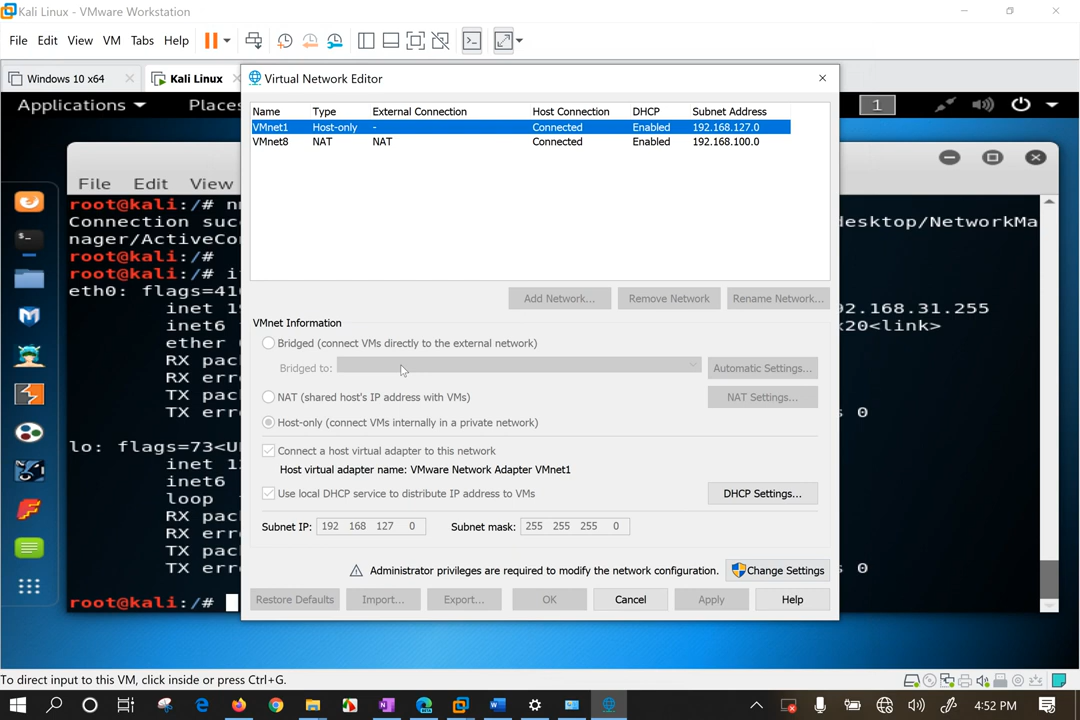 Kali Linux - VMware Workstation
File Edit View VM Tabs Help
Windows 10 x64
Kali Linux
Virtual Network Editor
Applications
Places
1
File Edit View
Name Type External Connection Host Connection DHCP Subnet Address
VMnet1 Host-only - Connected Enabled 192.168.127.0
VMnet8 NAT NAT Connected Enabled 192.168.100.0
root@kali:/#
Connection suc
desktop/NetworkMa
nager/ActiveCo
root@kali:/#
root@kali:/# i
eth0: flags=41
inet 1
92.168.31.255
inet6
x20<link>
ether
RX pac
RX err
TX pac
TX err
s 0
lo: flags=73<U
inet 1
inet6
loop
RX pac
RX err
TX pac
TX err
s 0
root@kali:/#
Add Network... Remove Network Rename Network...
VMnet Information
Bridged (connect VMs directly to the external network)
Bridged to: Automatic Settings...
NAT (shared host's IP address with VMs) NAT Settings...
Host-only (connect VMs internally in a private network)
Connect a host virtual adapter to this network
Host virtual adapter name: VMware Network Adapter VMnet1
Use local DHCP service to distribute IP address to VMs DHCP Settings...
Subnet IP: 192 168 127 0 Subnet mask: 255 255 255 0
Administrator privileges are required to modify the network configuration. Change Settings
Restore Defaults Import... Export... OK Cancel Apply Help
To direct input to this VM, click inside or press Ctrl+G.
4:52 PM